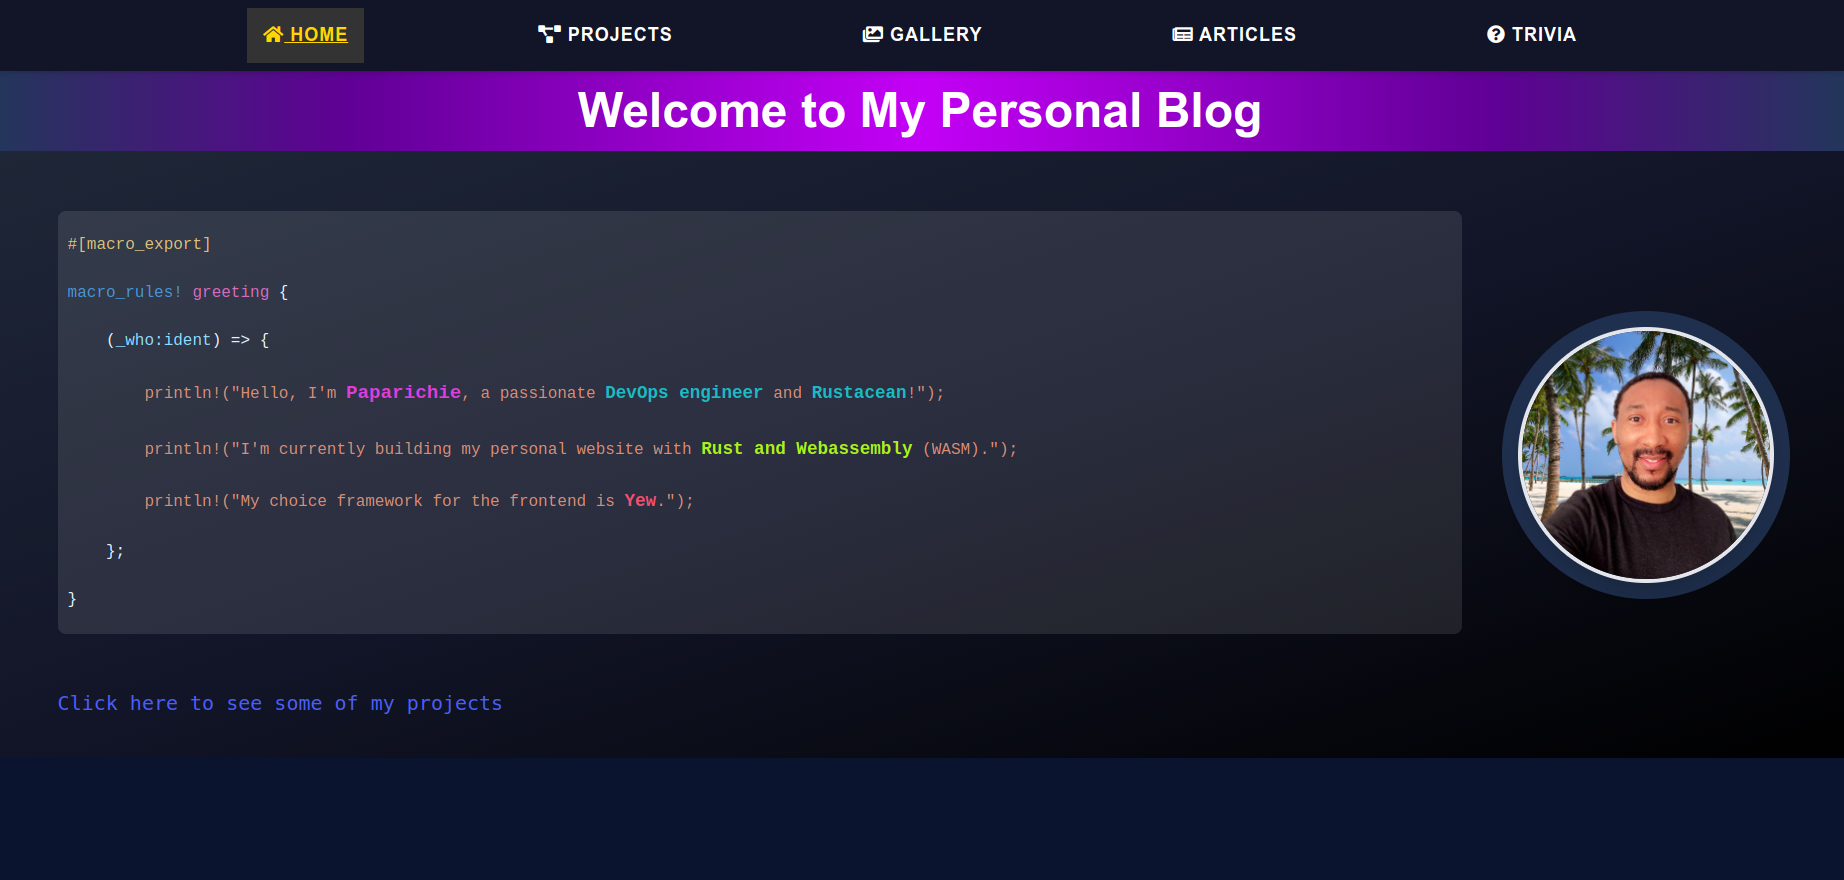 HOME PROJECTS GALLERY ARTICLES TRIVIA
Welcome to My Personal Blog
#[macro_export]
macro_rules! greeting {
(_who:ident) => {
println!("Hello, I'm Paparichie, a passionate DevOps engineer and Rustacean!");
println!("I'm currently building my personal website with Rust and Webassembly (WASM).");
println!("My choice framework for the frontend is Yew.");
};
}
Click here to see some of my projects